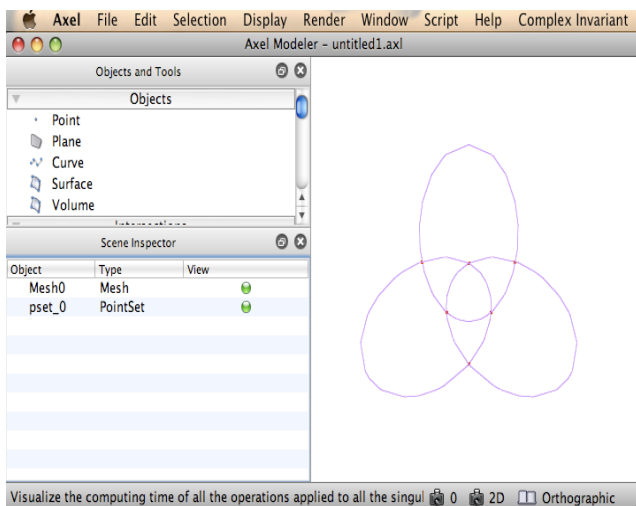 Axel File Edit Selection Display Render Window Script Help Complex Invariant
Axel Modeler - untitled1.axl
Objects and Tools
Objects
Point
Plane
Curve
Surface
Volume
Intersections
Scene Inspector
Object Type View
Mesh0 Mesh
pset_0 PointSet
Visualize the computing time of all the operations applied to all the singul 0 2D Orthographic